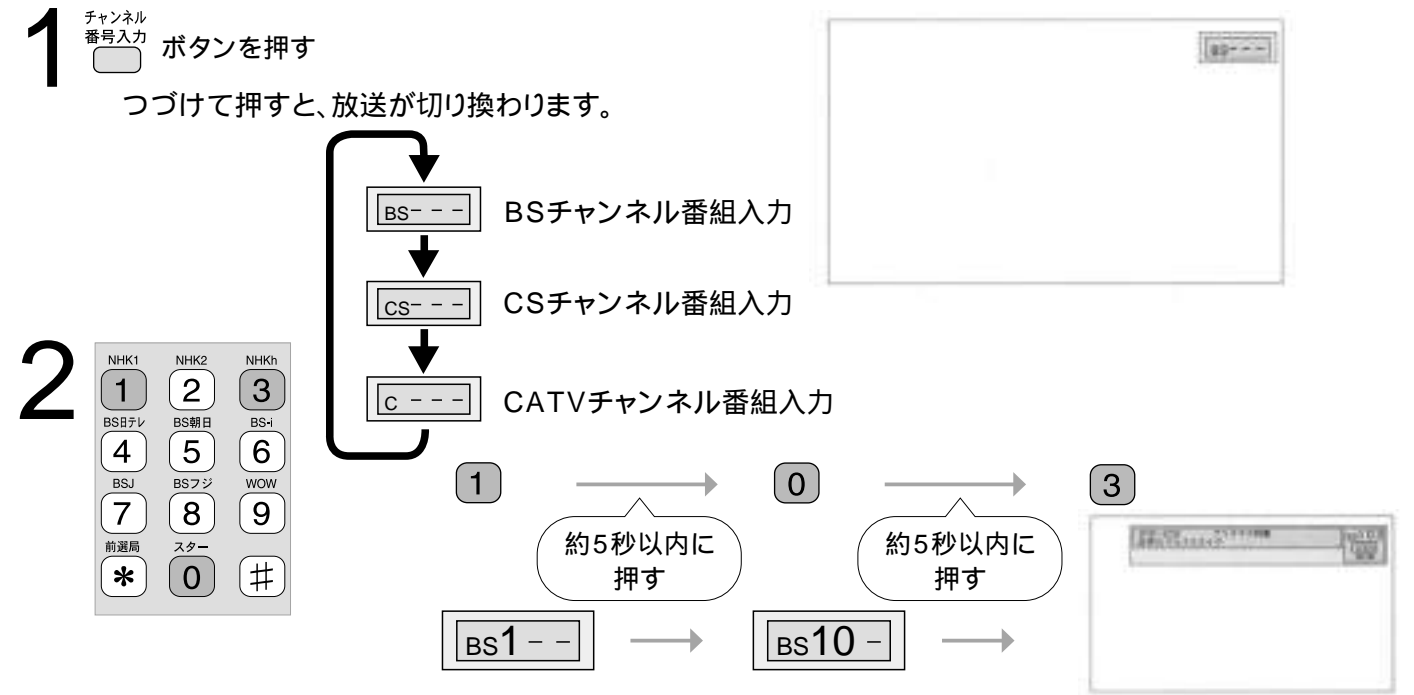 1
チャンネル
番号入力
ボタンを押す
BS- - -
つづけて押すと、放送が切り換わります。
BS- - - BSチャンネル番組入力
CS- - - CSチャンネル番組入力
C - - - CATVチャンネル番組入力
2
NHK1 NHK2 NHKh
1 2 3
BS日テレ BS朝日 BS-i
4 5 6
BSJ BSフジ WOW
7 8 9
前選局 スター
* 0 #
1 0 3
約5秒以内に
押す
約5秒以内に
押す
BS1 - -
BS10 -